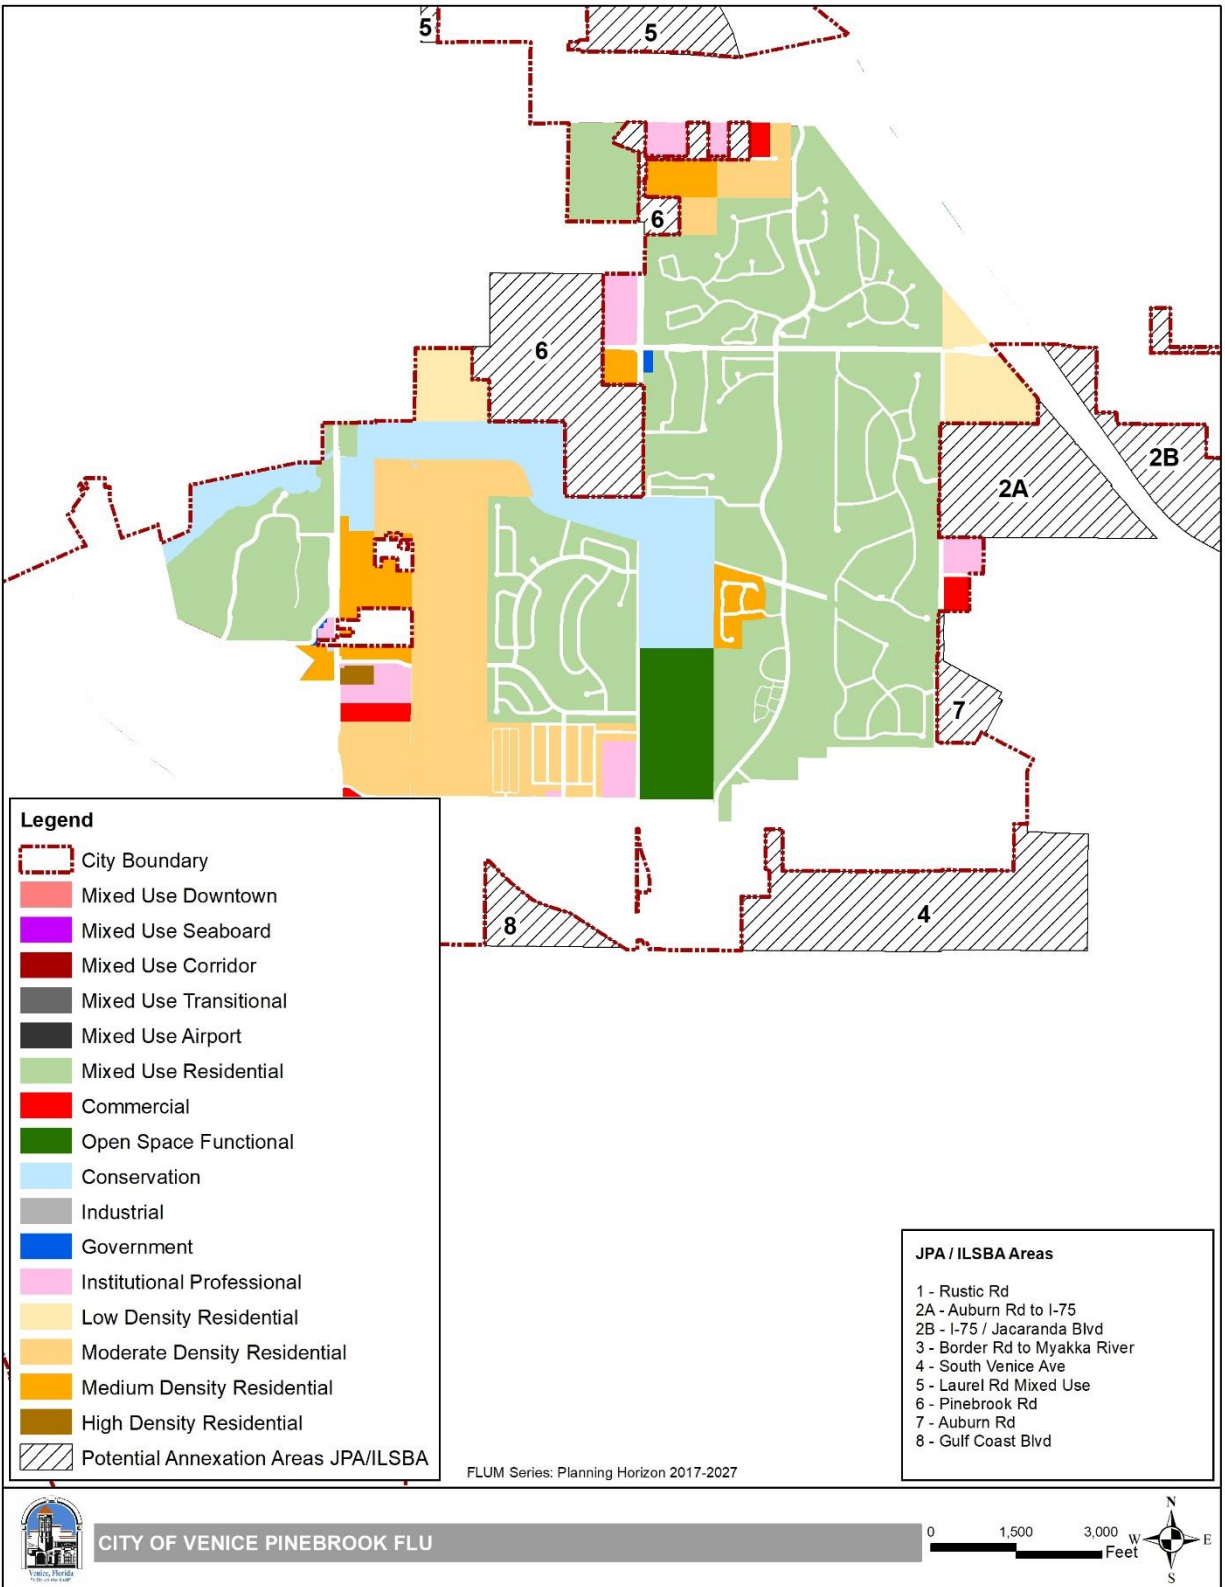 5
5
6
6
2B
2A
7
4
8
Legend
City Boundary
Mixed Use Downtown
Mixed Use Seaboard
Mixed Use Corridor
Mixed Use Transitional
Mixed Use Airport
Mixed Use Residential
Commercial
Open Space Functional
Conservation
Industrial
Government
Institutional Professional
Low Density Residential
Moderate Density Residential
Medium Density Residential
High Density Residential
Potential Annexation Areas JPA/ILSBA
JPA / ILSBA Areas
1 - Rustic Rd
2A - Auburn Rd to I-75
2B - I-75 / Jacaranda Blvd
3 - Border Rd to Myakka River
4 - South Venice Ave
5 - Laurel Rd Mixed Use
6 - Pinebrook Rd
7 - Auburn Rd
8 - Gulf Coast Blvd
FLUM Series: Planning Horizon 2017-2027
Venice, Florida
CITY OF VENICE PINEBROOK FLU
0 1,500 3,000
Feet
N
W E
S